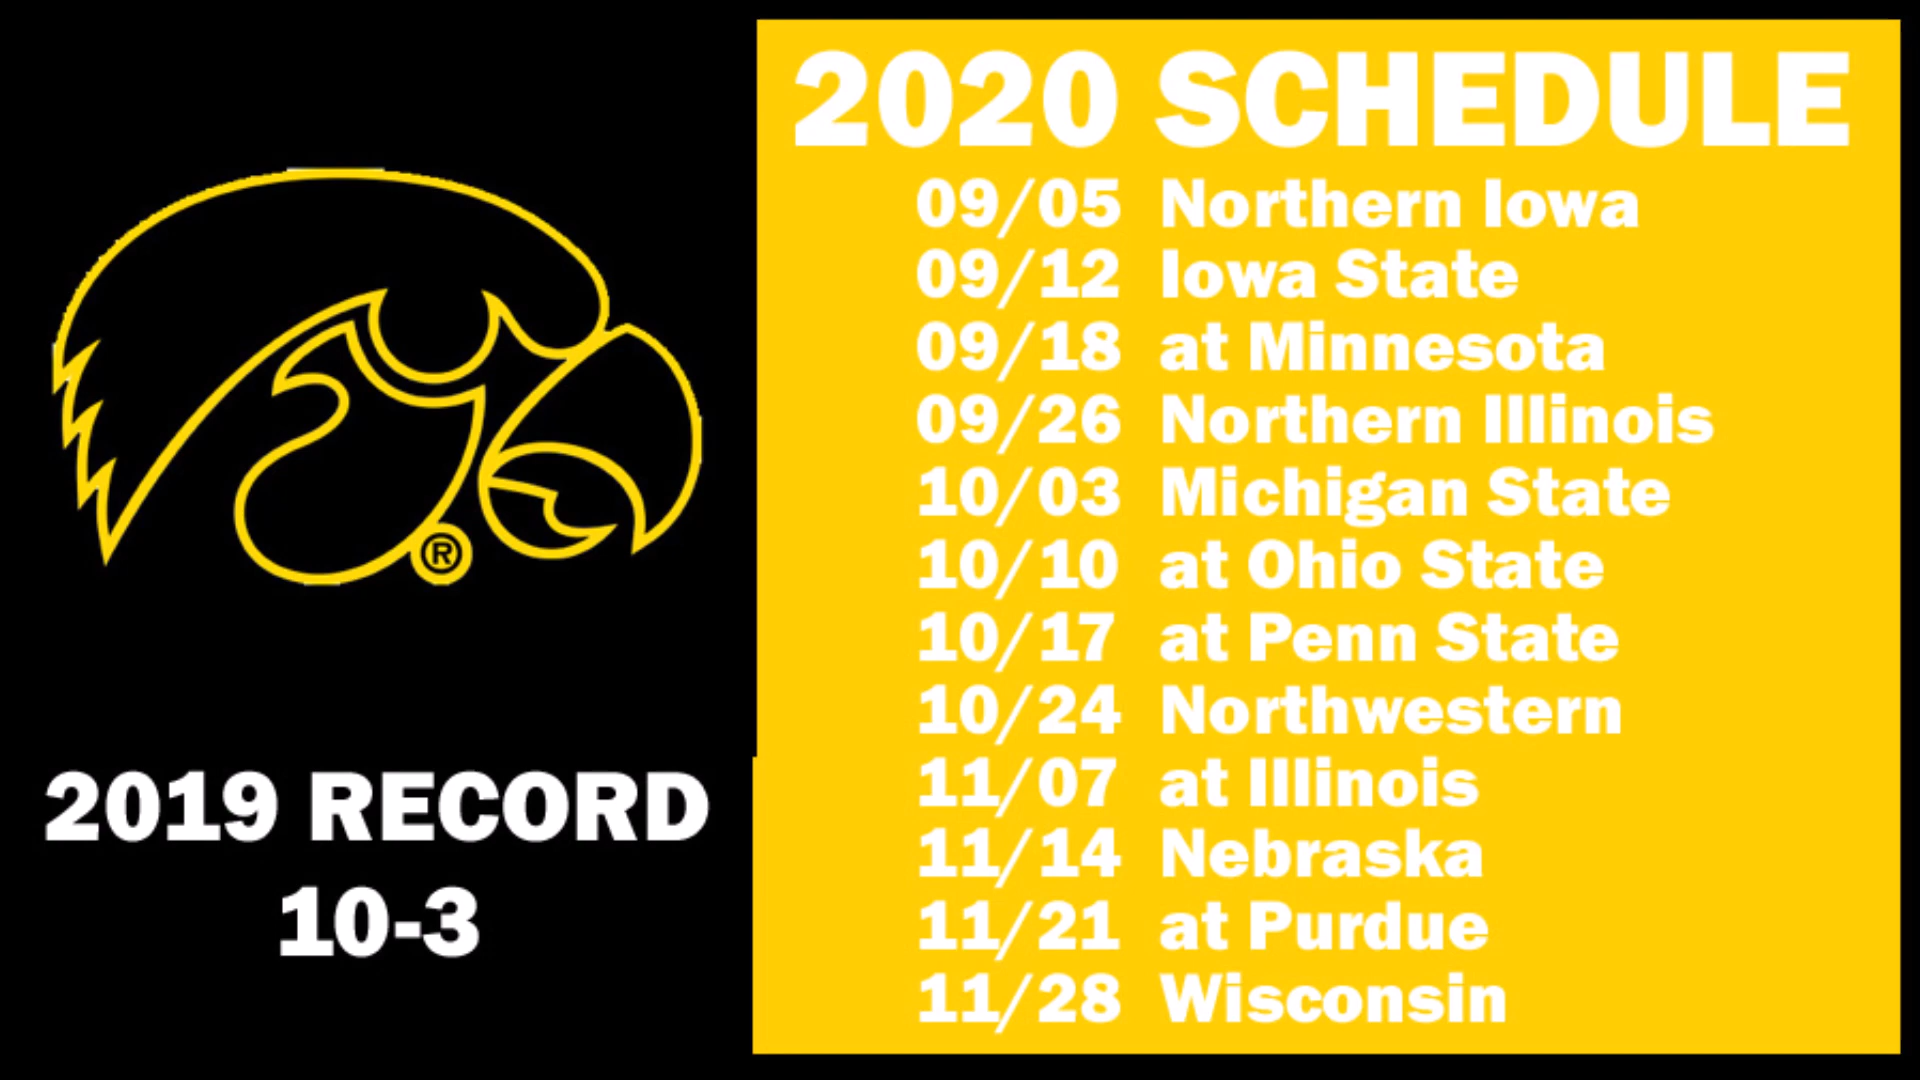 2020 SCHEDULE
09/05 Northern Iowa
09/12 Iowa State
09/18 at Minnesota
09/26 Northern Illinois
10/03 Michigan State
10/10 at Ohio State
10/17 at Penn State
10/24 Northwestern
11/07 at Illinois
11/14 Nebraska
11/21 at Purdue
11/28 Wisconsin
®
2019 RECORD
10-3